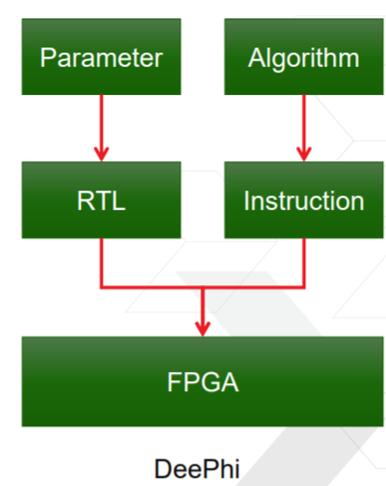 Parameter
Algorithm
RTL
Instruction
FPGA
DeePhi